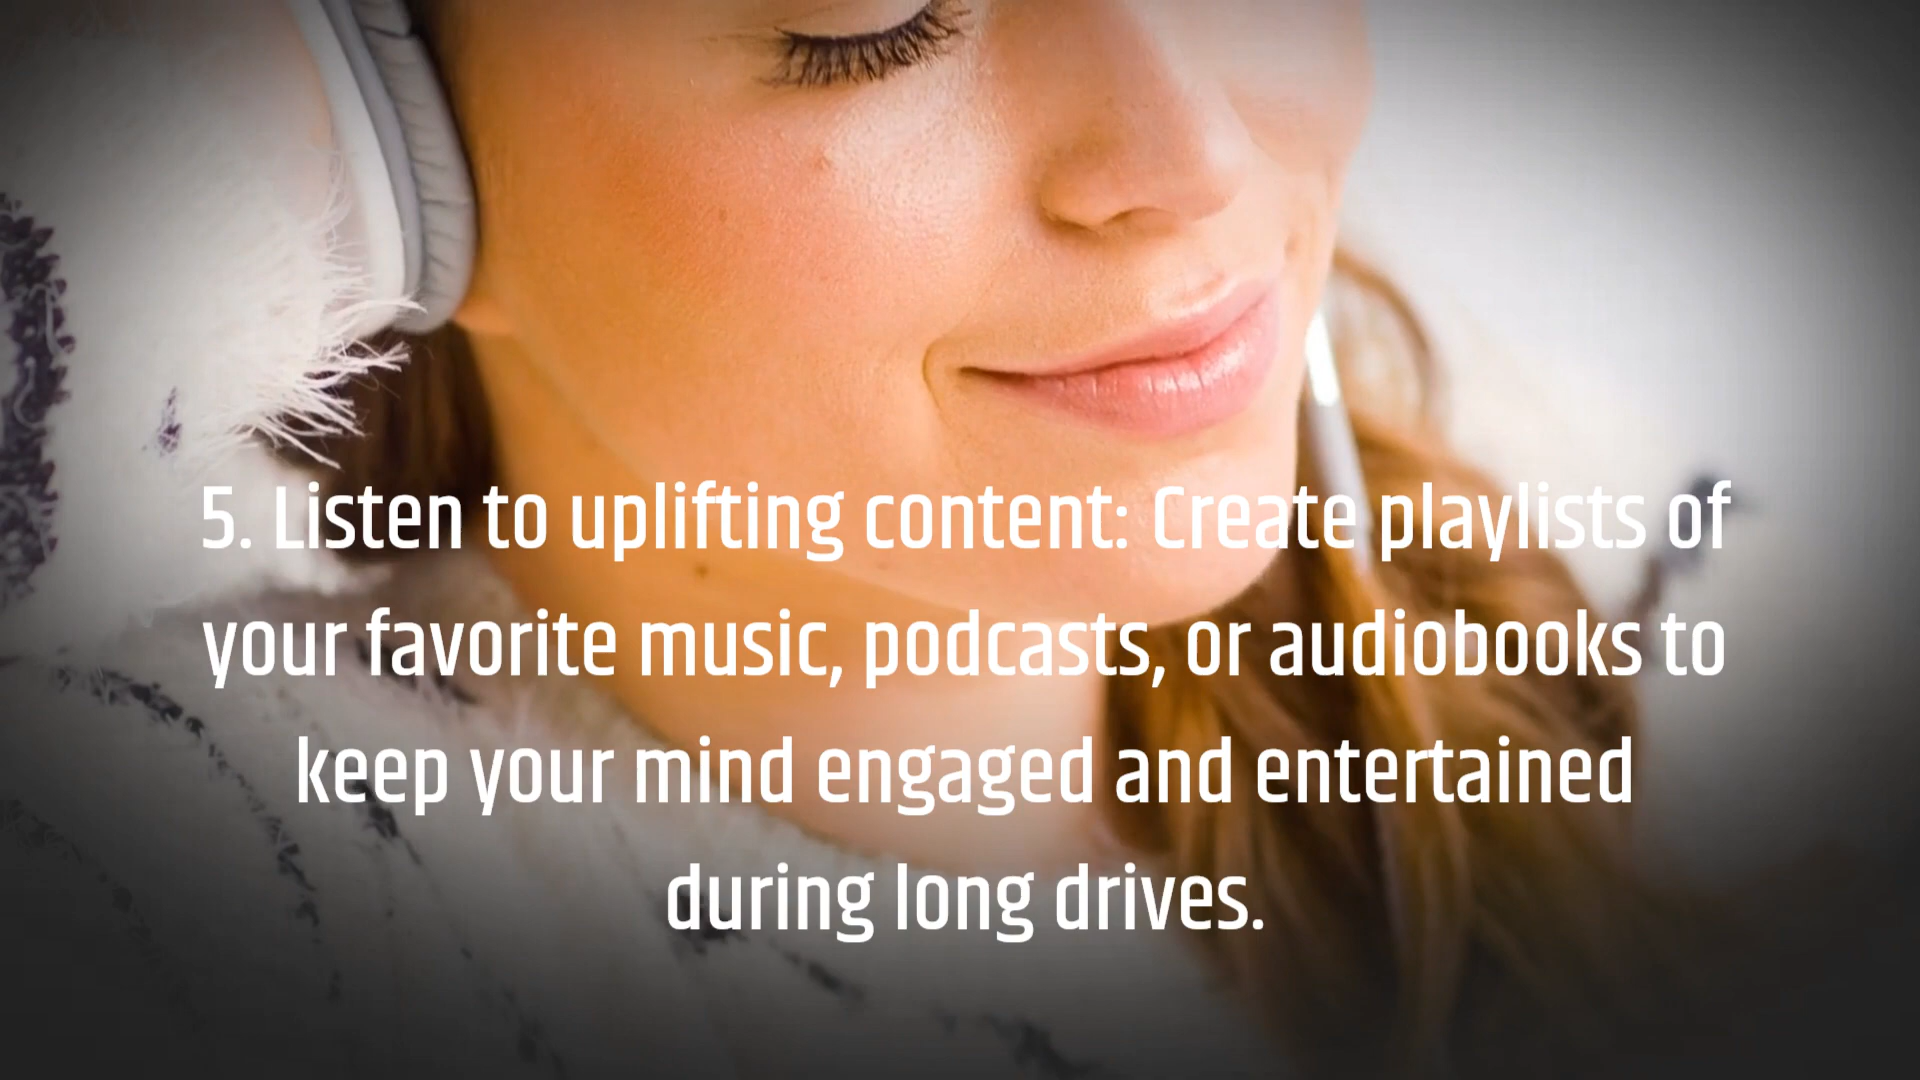 5. Listen to uplifting content: Create playlists of
your favorite music, podcasts, or audiobooks to
keep your mind engaged and entertained
during long drives.